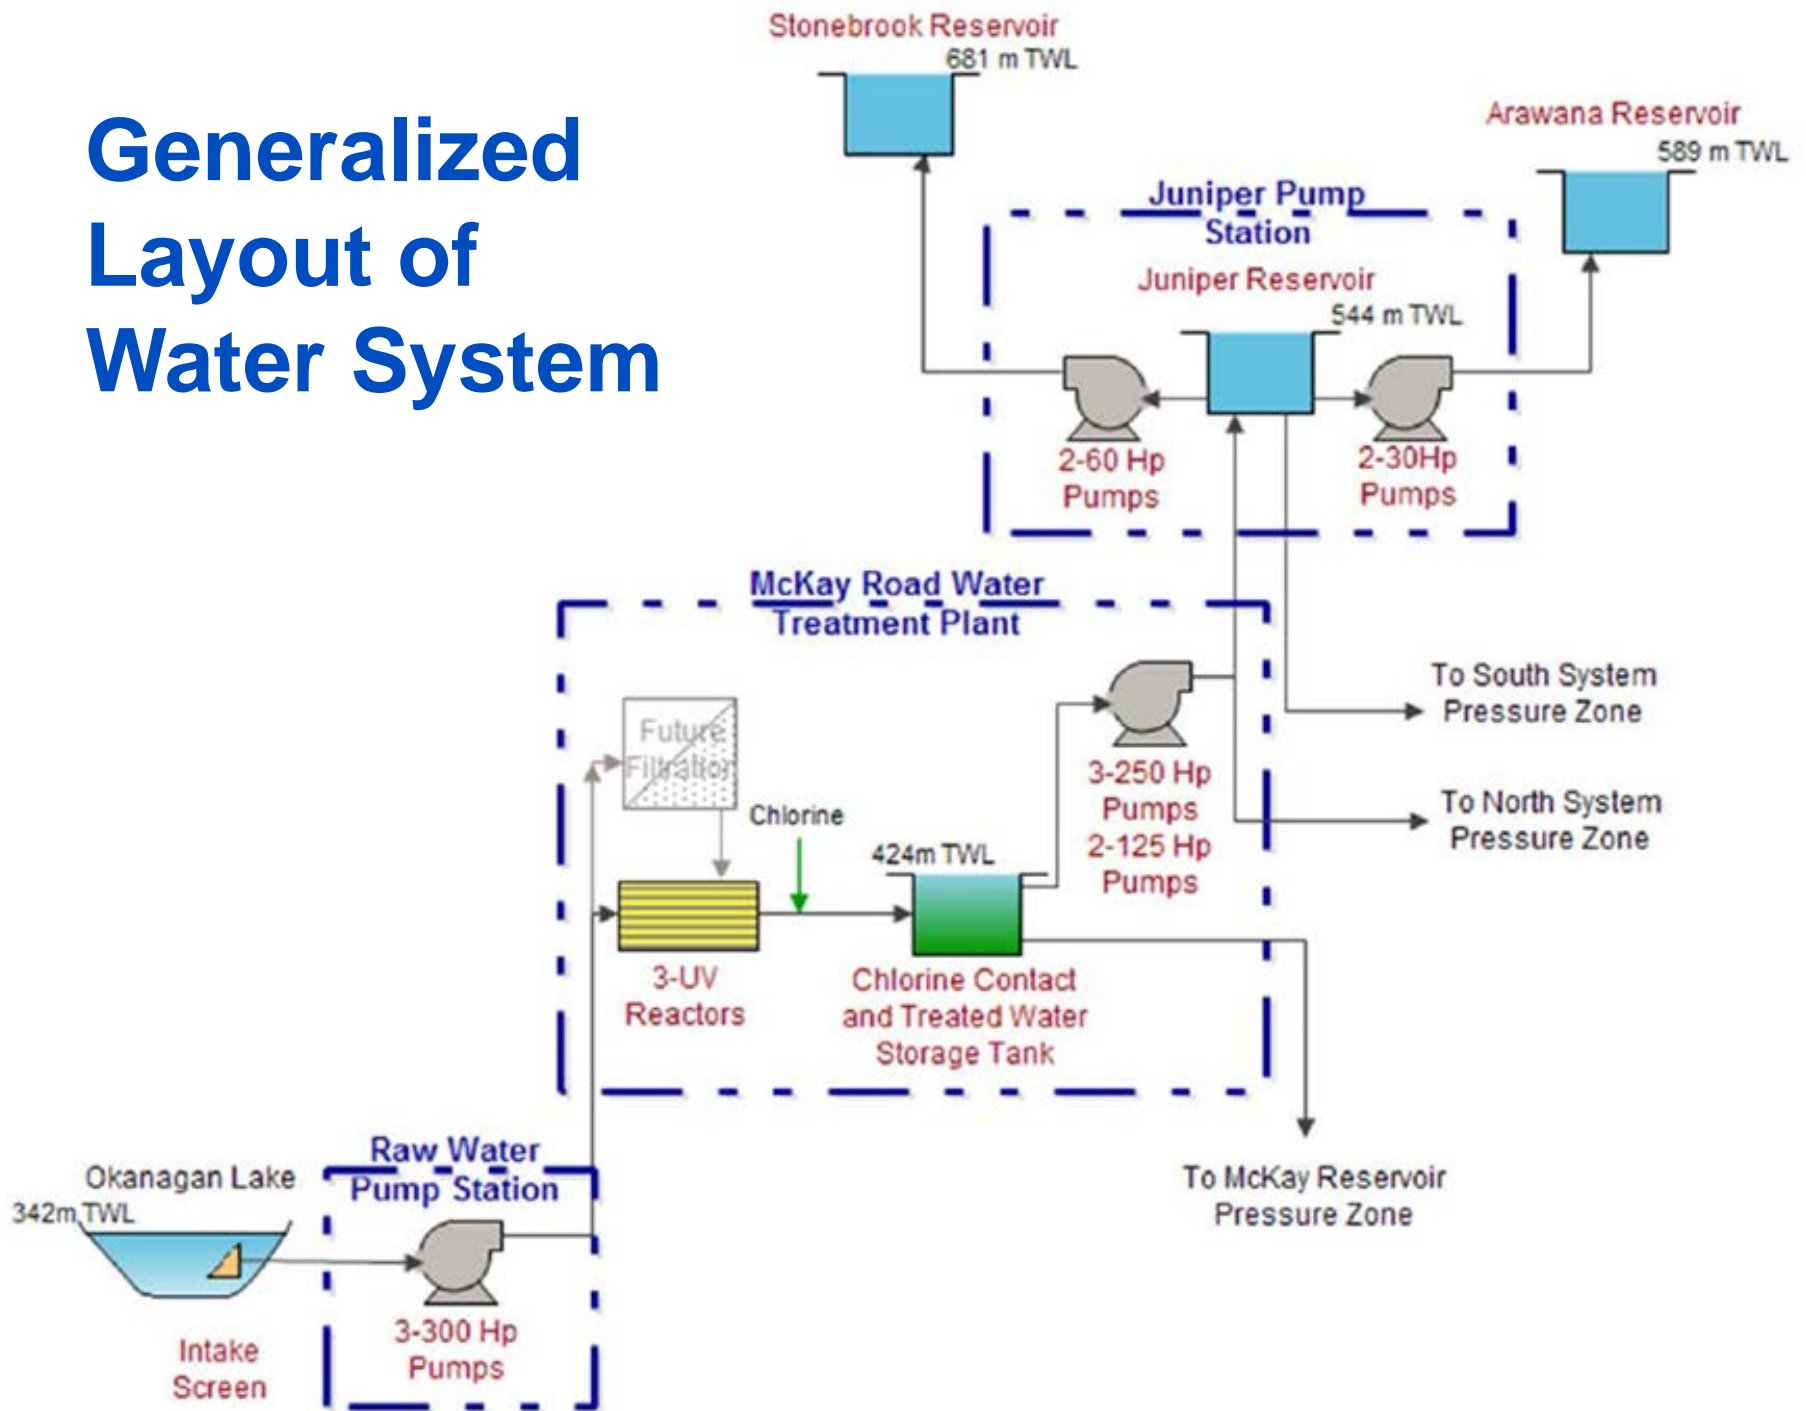 Generalized
Layout of
Water System
Stonebrook Reservoir
681 m TWL
Arawana Reservoir
589 m TWL
Juniper Pump
Station
Juniper Reservoir
544 m TWL
2-60 Hp
Pumps
2-30Hp
Pumps
McKay Road Water
Treatment Plant
Future
Filtration
Chlorine
424m TWL
3-250 Hp
Pumps
2-125 Hp
Pumps
To South System
Pressure Zone
To North System
Pressure Zone
3-UV
Reactors
Chlorine Contact
and Treated Water
Storage Tank
Raw Water
Pump Station
Okanagan Lake
342m TWL
To McKay Reservoir
Pressure Zone
3-300 Hp
Pumps
Intake
Screen